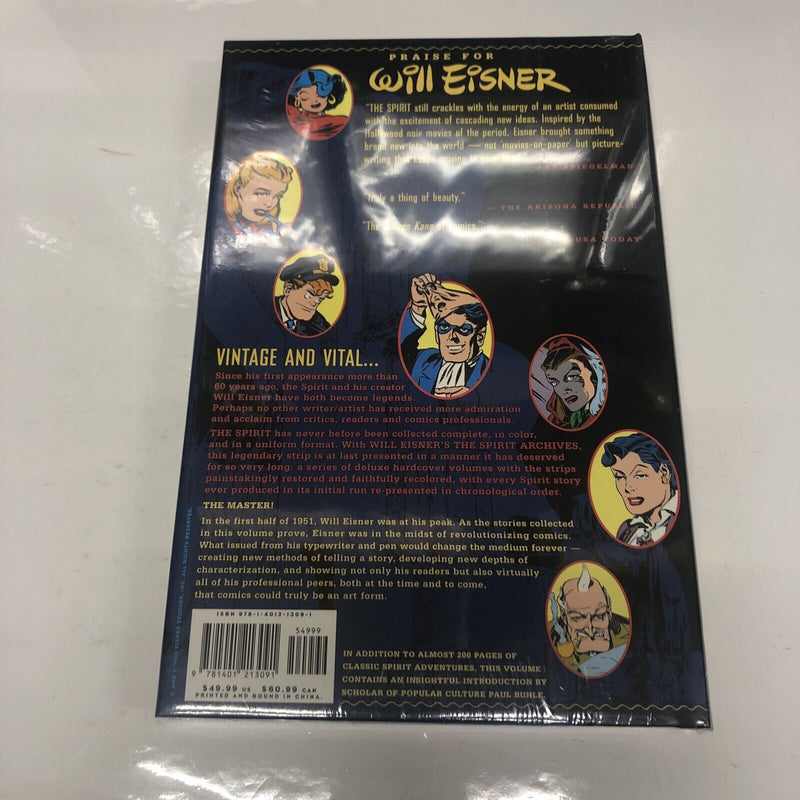 PRAISE FOR
Will EISNER
"THE SPIRIT still crackles with the energy of an artist consumed
with the excitement of cascading new ideas. Inspired by the
Hollywood noir movies of the period, Eisner brought something
brand new into the world — not 'movies-on-paper' but picture-
writing that keeps moving in your
ART SPIEGELMAN
"Truly a thing of beauty."
— THE ARIZONA REPUBLIC
"The Kane of comics."
USA TODAY
VINTAGE AND VITAL...
Since his first appearance more than
60 years ago, the Spirit and his creator
Will Eisner have both become legends.
Perhaps no other writer/artist has received more admiration
and acclaim from critics, readers and comics professionals.
THE SPIRIT has never before been collected complete, in color,
and in a uniform format. With WILL EISNER'S THE SPIRIT ARCHIVES,
this legendary strip is at last presented in a manner it has deserved
for so very long: a series of deluxe hardcover volumes with the strips
painstakingly restored and faithfully recolored, with every Spirit story
ever produced in its initial run re-presented in chronological order.
THE MASTER!
In the first half of 1951, Will Eisner was at his peak. As the stories collected
in this volume prove, Eisner was in the midst of revolutionizing comics.
What issued from his typewriter and pen would change the medium forever —
creating new methods of telling a story, developing new depths of
characterization, and showing not only his readers but also virtually
all of his professional peers, both at the time and to come,
that comics could truly be an art form.
® AND © WILL EISNER STUDIOS, INC. ALL RIGHTS RESERVED.
ISBN 978-1-4012-1309-1
54999
9 781401 213091
$49.99 US $60.99 CAN
PRINTED AND BOUND IN CHINA.
IN ADDITION TO ALMOST 200 PAGES OF
CLASSIC SPIRIT ADVENTURES, THIS VOLUME
CONTAINS AN INSIGHTFUL INTRODUCTION BY
SCHOLAR OF POPULAR CULTURE PAUL BUHLE.